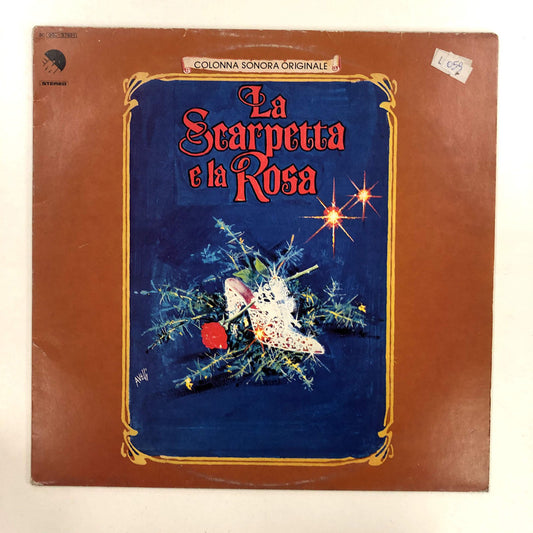 STEREO
COLONNA SONORA ORIGINALE
La
Scarpetta
e la Rosa